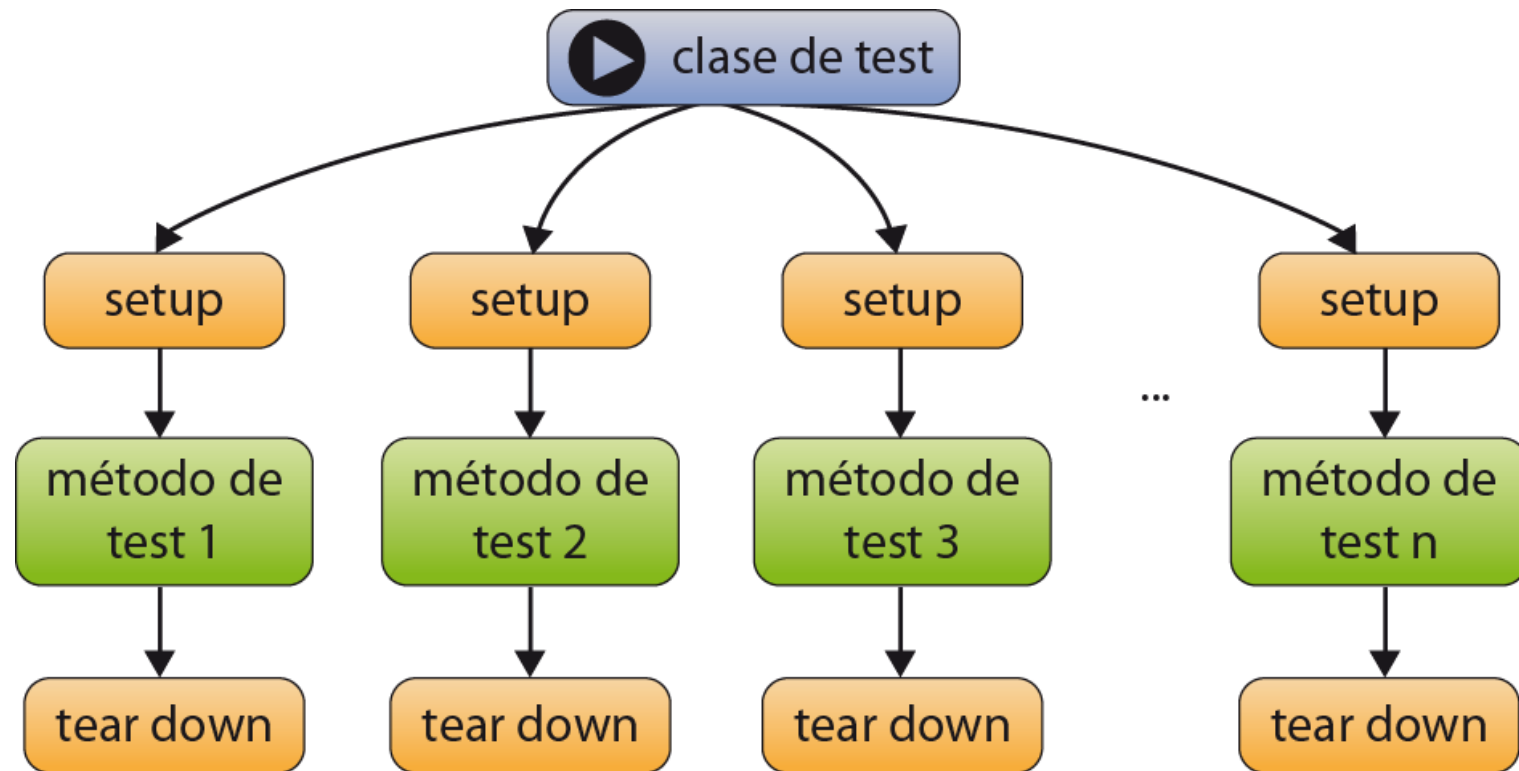 clase de test
setup
setup
setup
setup
...
método de
test 1
método de
test 2
método de
test 3
método de
test n
tear down
tear down
tear down
tear down